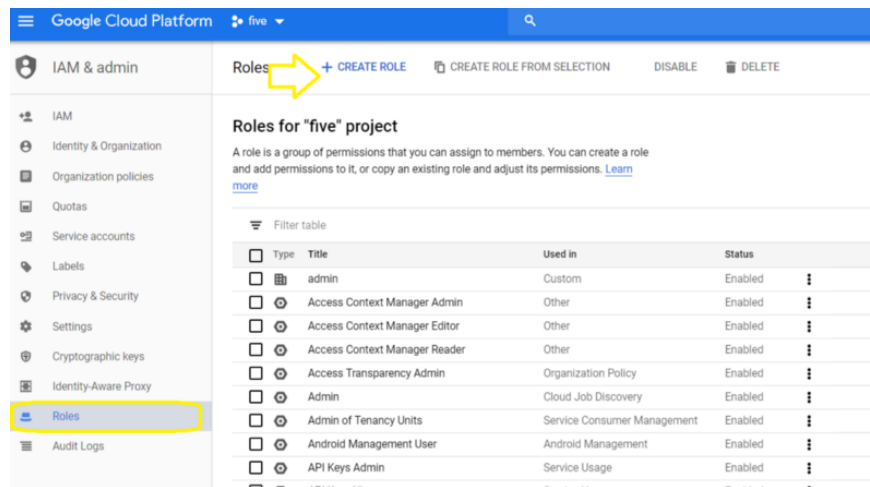 Google Cloud Platform five
IAM & admin
IAM
Identity & Organization
Organization policies
Quotas
Service accounts
Labels
Privacy & Security
Settings
Cryptographic keys
Identity-Aware Proxy
Roles
Audit Logs
Roles + CREATE ROLE CREATE ROLE FROM SELECTION DISABLE DELETE
Roles for "five" project
A role is a group of permissions that you can assign to members. You can create a role
and add permissions to it, or copy an existing role and adjust its permissions. Learn
more
Filter table
Type Title Used in Status
admin Custom Enabled
Access Context Manager Admin Other Enabled
Access Context Manager Editor Other Enabled
Access Context Manager Reader Other Enabled
Access Transparency Admin Organization Policy Enabled
Admin Cloud Job Discovery Enabled
Admin of Tenancy Units Service Consumer Management Enabled
Android Management User Android Management Enabled
API Keys Admin Service Usage Enabled